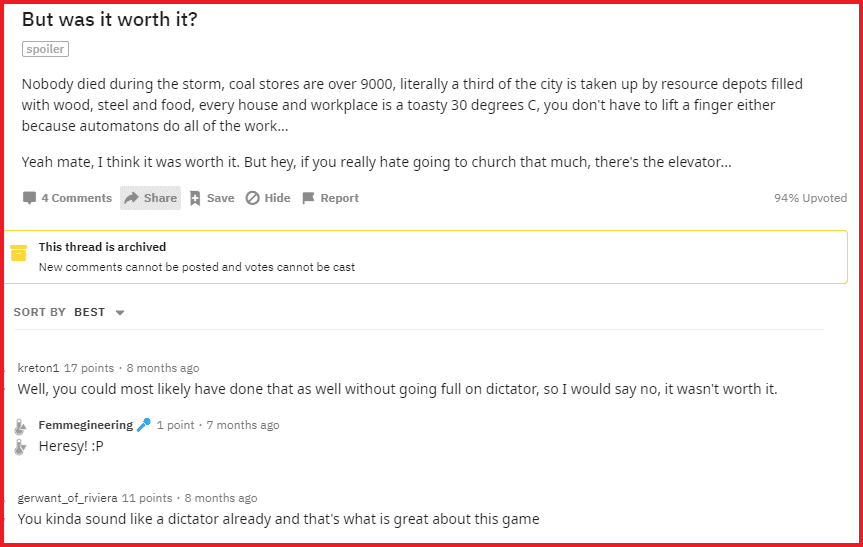 But was it worth it?
spoiler
Nobody died during the storm, coal stores are over 9000, literally a third of the city is taken up by resource depots filled
with wood, steel and food, every house and workplace is a toasty 30 degrees C, you don't have to lift a finger either
because automatons do all of the work...
Yeah mate, I think it was worth it. But hey, if you really hate going to church that much, there's the elevator...
4 Comments Share Save Hide Report 94% Upvoted
This thread is archived
New comments cannot be posted and votes cannot be cast
SORT BY BEST
kreton1 17 points · 8 months ago
Well, you could most likely have done that as well without going full on dictator, so I would say no, it wasn't worth it.
Femmegineering 1 point · 7 months ago
Heresy! :P
gerwant_of_riviera 11 points · 8 months ago
You kinda sound like a dictator already and that's what is great about this game